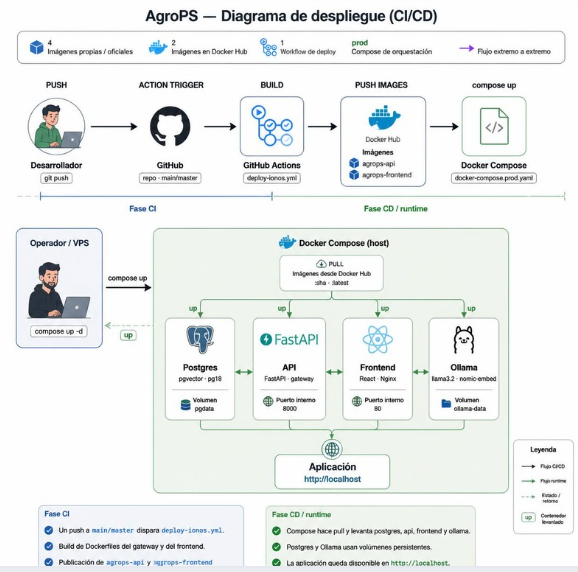 AgroPS — Diagrama de despliegue (CI/CD)
4
Imágenes propias / oficiales
2
Imágenes en Docker Hub
1
Workflow de deploy
prod
Compose de orquestación
Flujo extremo a extremo
PUSH
ACTION TRIGGER
BUILD
PUSH IMAGES
compose up
Docker Hub
Imágenes
agrops-api
agrops-frontend
Desarrollador
git push
GitHub
repo · main/master
GitHub Actions
deploy-ionos.yml
Docker Compose
docker-compose.prod.yaml
Fase CI
Fase CD / runtime
Operador / VPS
compose up -d
compose up
up
Docker Compose (host)
PULL
Imágenes desde Docker Hub
:sha · :latest
up
up
up
up
Postgres
pgvector · pg18
Volumen
pgdata
FastAPI
API
FastAPI · gateway
Puerto interno
8000
Frontend
React · Nginx
Puerto interno
80
Ollama
llama3.2 · nomic-embed
Volumen
ollama-data
Aplicación
http://localhost
Leyenda
Flujo CI/CD
Flujo runtime
Estado /
retorno
up
Contenedor
levantado
Fase CI
Un push a main/master dispara deploy-ionos.yml.
Build de Dockerfiles del gateway y del frontend.
Publicación de agrops-api y agrops-frontend
Fase CD / runtime
Compose hace pull y levanta postgres, api, frontend y ollama.
Postgres y Ollama usan volúmenes persistentes.
La aplicación queda disponible en http://localhost.